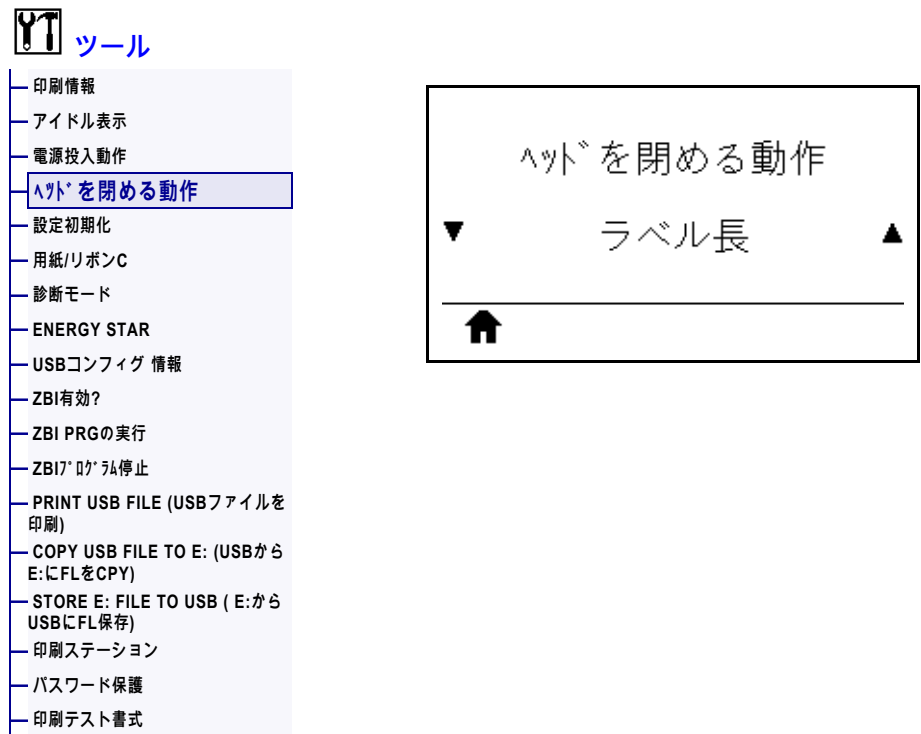 ツール
印刷情報
アイドル表示
電源投入動作
ﾍｯﾄﾞを閉める動作
設定初期化
用紙/リボンC
診断モード
ENERGY STAR
USBコンフィグ 情報
ZBI有効?
ZBI PRGの実行
ZBIﾌﾟﾛｸﾞﾗﾑ停止
PRINT USB FILE (USBファイルを
印刷)
COPY USB FILE TO E: (USBから
E:にFLをCPY)
STORE E: FILE TO USB ( E:から
USBにFL保存)
印刷ステーション
パスワード保護
印刷テスト書式
ﾍｯﾄﾞを閉める動作
▼ ラベル長 ▲